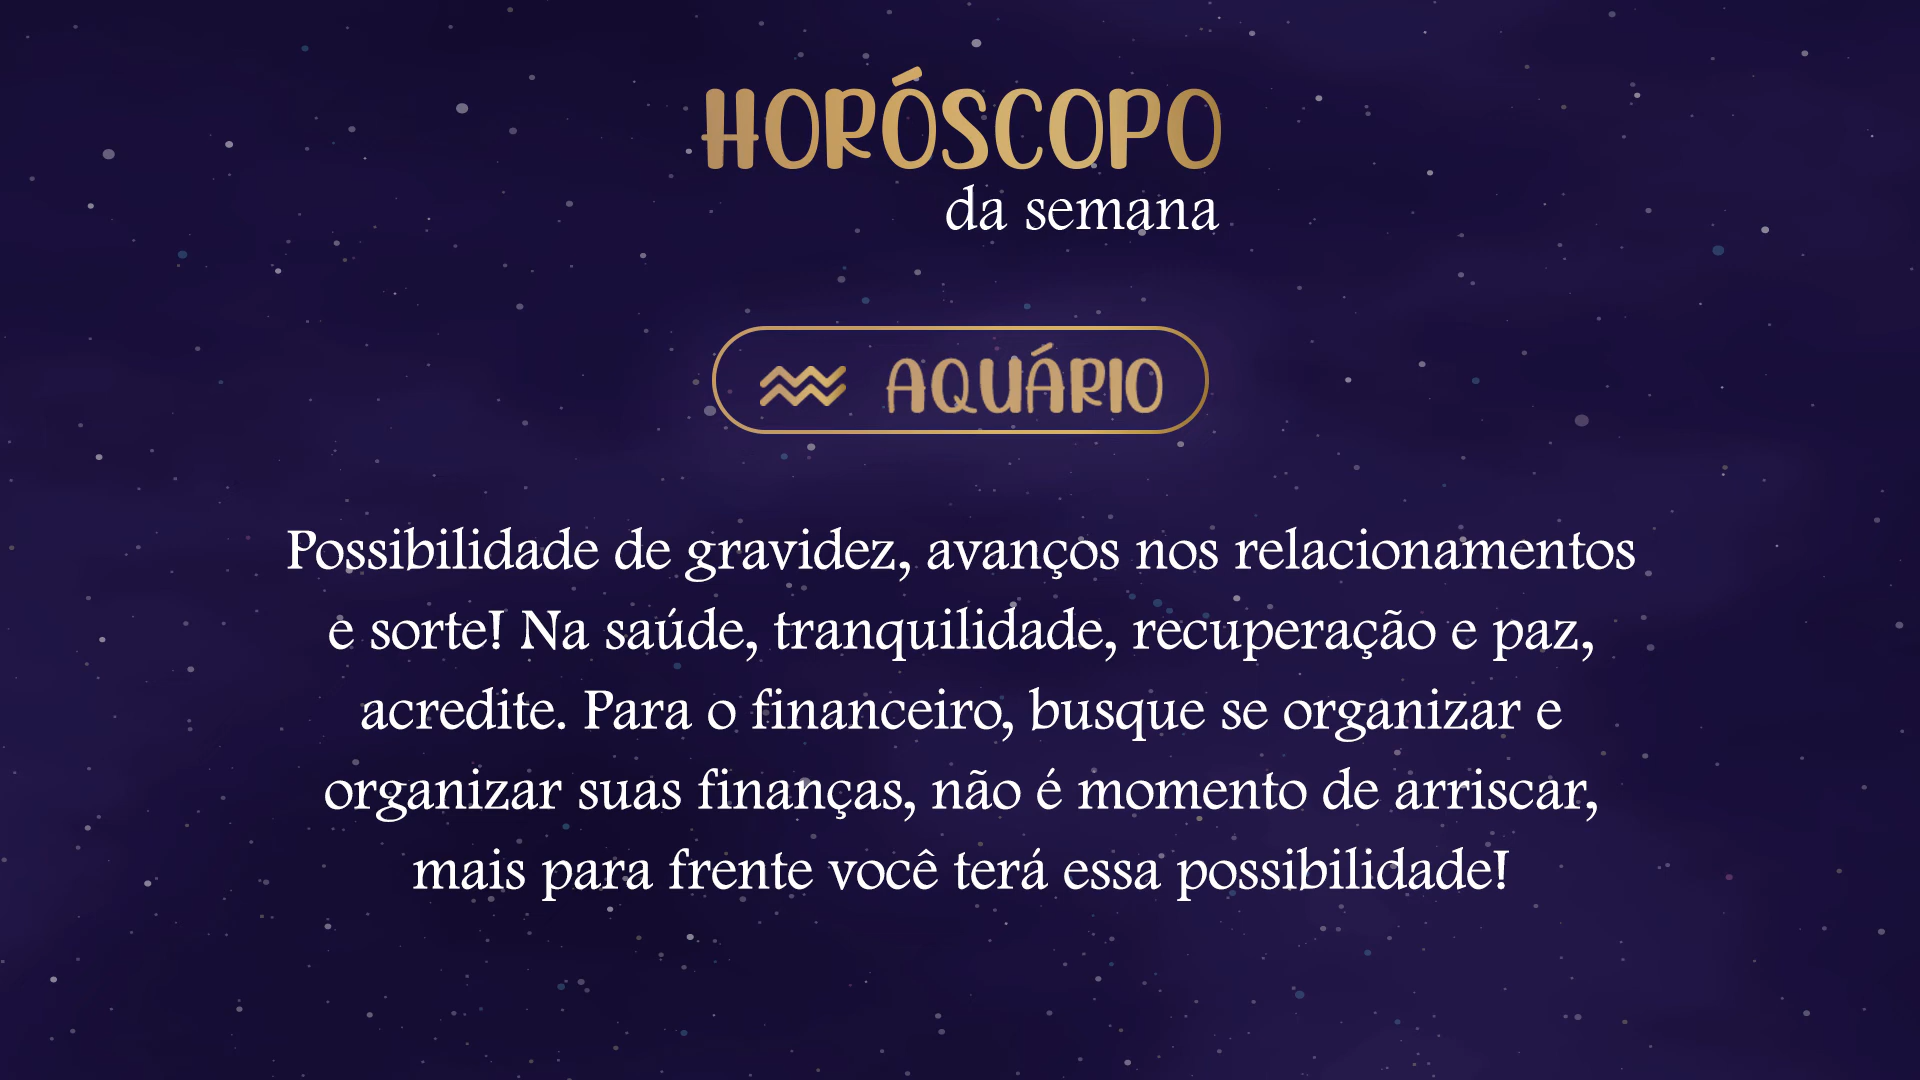 HORÓSCOPO
da semana
AQUÁRIO
Possibilidade de gravidez, avanços nos relacionamentos
e sorte! Na saúde, tranquilidade, recuperação e paz,
acredite. Para o financeiro, busque se organizar e
organizar suas finanças, não é momento de arriscar,
mais para frente você terá essa possibilidade!